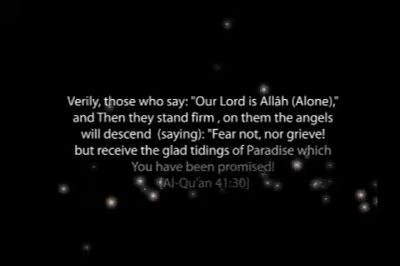 Verily, those who say: "Our Lord is Allâh (Alone),"
and Then they stand firm , on them the angels
will descend  (saying): "Fear not, nor grieve!
but receive the glad tidings of Paradise which
You have been promised!
[Al-Qu'an 41:30]